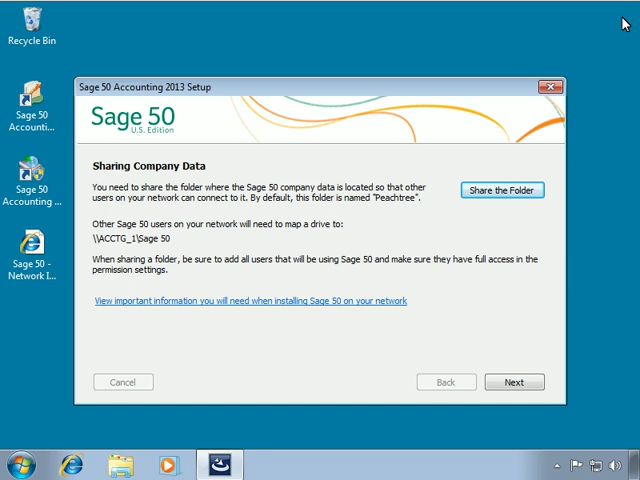 Recycle Bin
Sage 50
Accounti...
Sage 50
Accounting ...
Sage 50 -
Network I...
Sage 50 Accounting 2013 Setup
Sage 50
U.S. Edition
Sharing Company Data
You need to share the folder where the Sage 50 company data is located so that other
users on your network can connect to it. By default, this folder is named "Peachtree".
Share the Folder
Other Sage 50 users on your network will need to map a drive to:
\\ACCTG_1\Sage 50
When sharing a folder, be sure to add all users that will be using Sage 50 and make sure they have full access in the
permission settings.
View important information you will need when installing Sage 50 on your network
Cancel
Back
Next